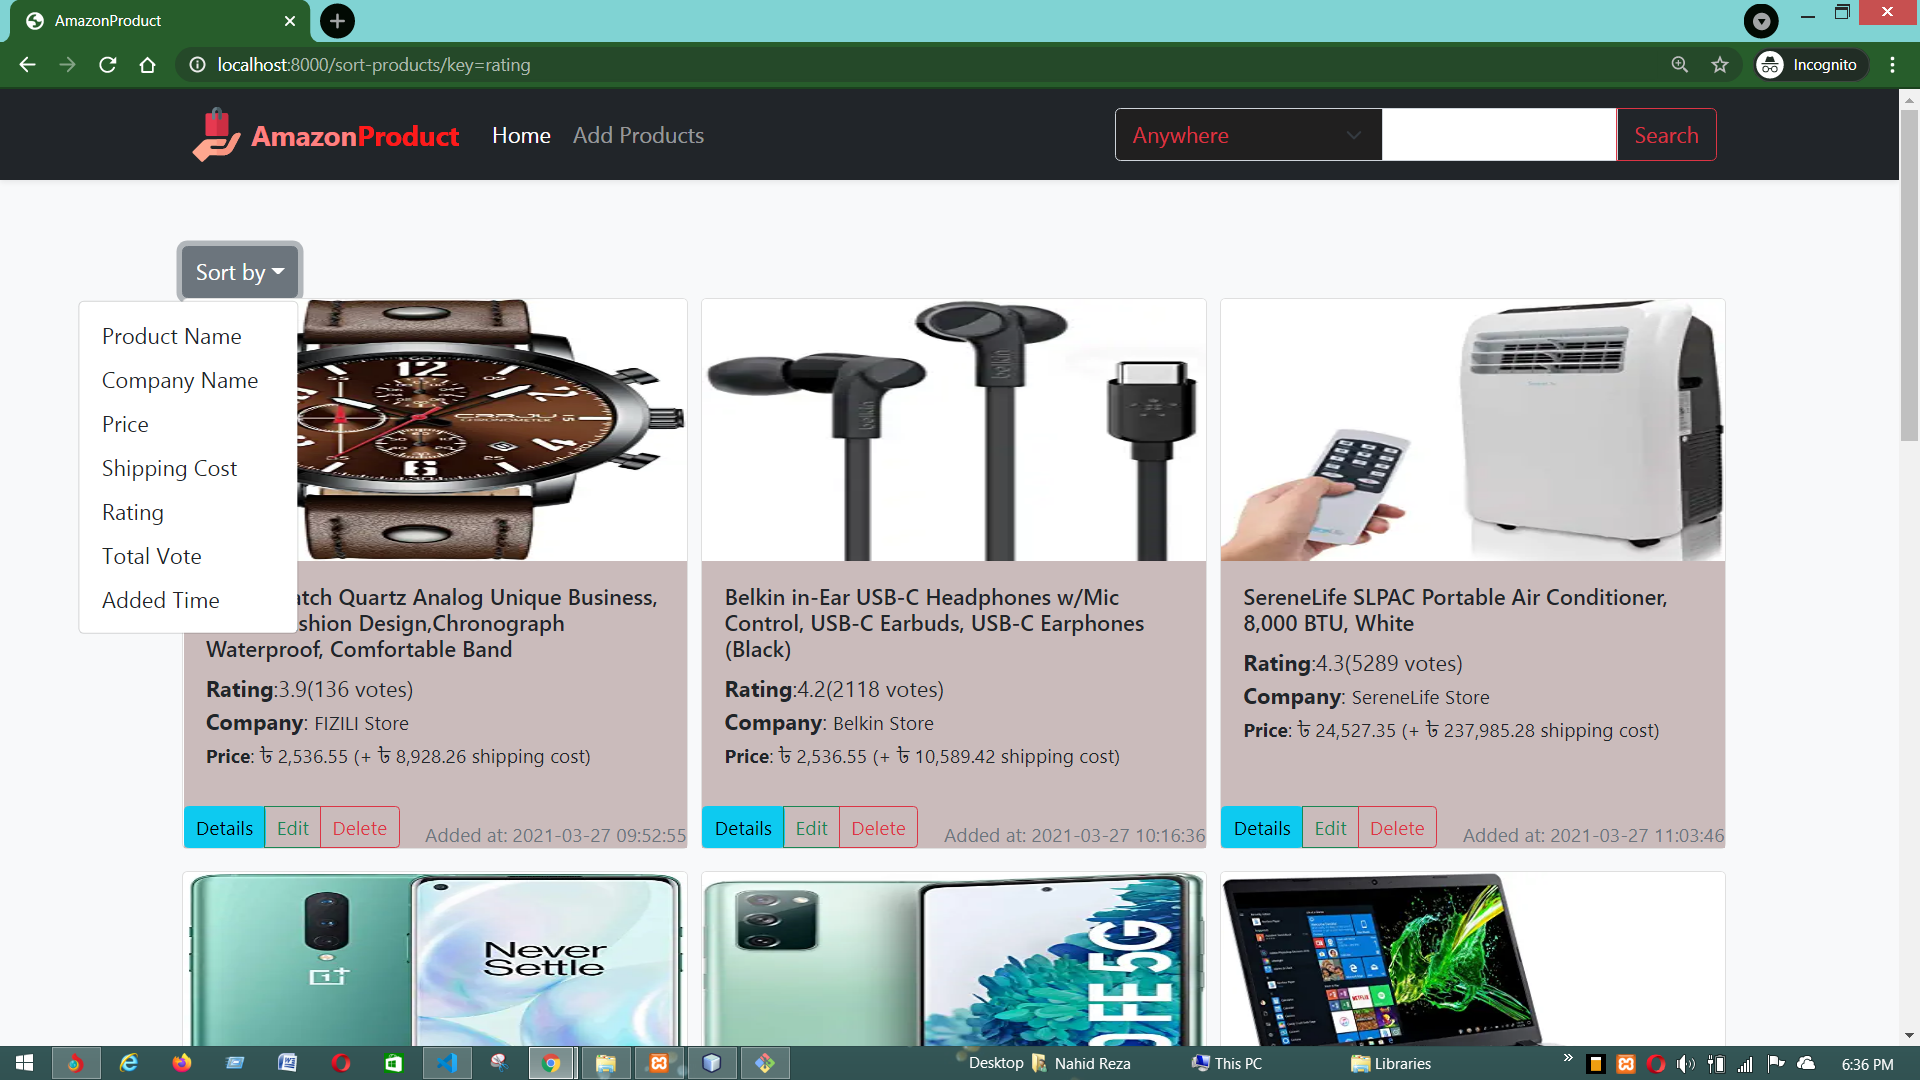 AmazonProduct
localhost:8000/sort-products/key=rating
Incognito
AmazonProduct
Home
Add Products
Anywhere
Search
Sort by
Product Name
Company Name
Price
Shipping Cost
Rating
Total Vote
Added Time
12
CRRJU
CHRONOMETER
6
belkin
belkin
atch Quartz Analog Unique Business,
shion Design,Chronograph
Waterproof, Comfortable Band
Rating:3.9(136 votes)
Company: FIZILI Store
Price: ৳ 2,536.55 (+ ৳ 8,928.26 shipping cost)
Details
Edit
Delete
Added at: 2021-03-27 09:52:55
Belkin in-Ear USB-C Headphones w/Mic
Control, USB-C Earbuds, USB-C Earphones
(Black)
Rating:4.2(2118 votes)
Company: Belkin Store
Price: ৳ 2,536.55 (+ ৳ 10,589.42 shipping cost)
Details
Edit
Delete
Added at: 2021-03-27 10:16:36
SereneLife SLPAC Portable Air Conditioner,
8,000 BTU, White
Rating:4.3(5289 votes)
Company: SereneLife Store
Price: ৳ 24,527.35 (+ ৳ 237,985.28 shipping cost)
Details
Edit
Delete
Added at: 2021-03-27 11:03:46
Never
Settle
FE5G
Desktop
Nahid Reza
This PC
Libraries
6:36 PM